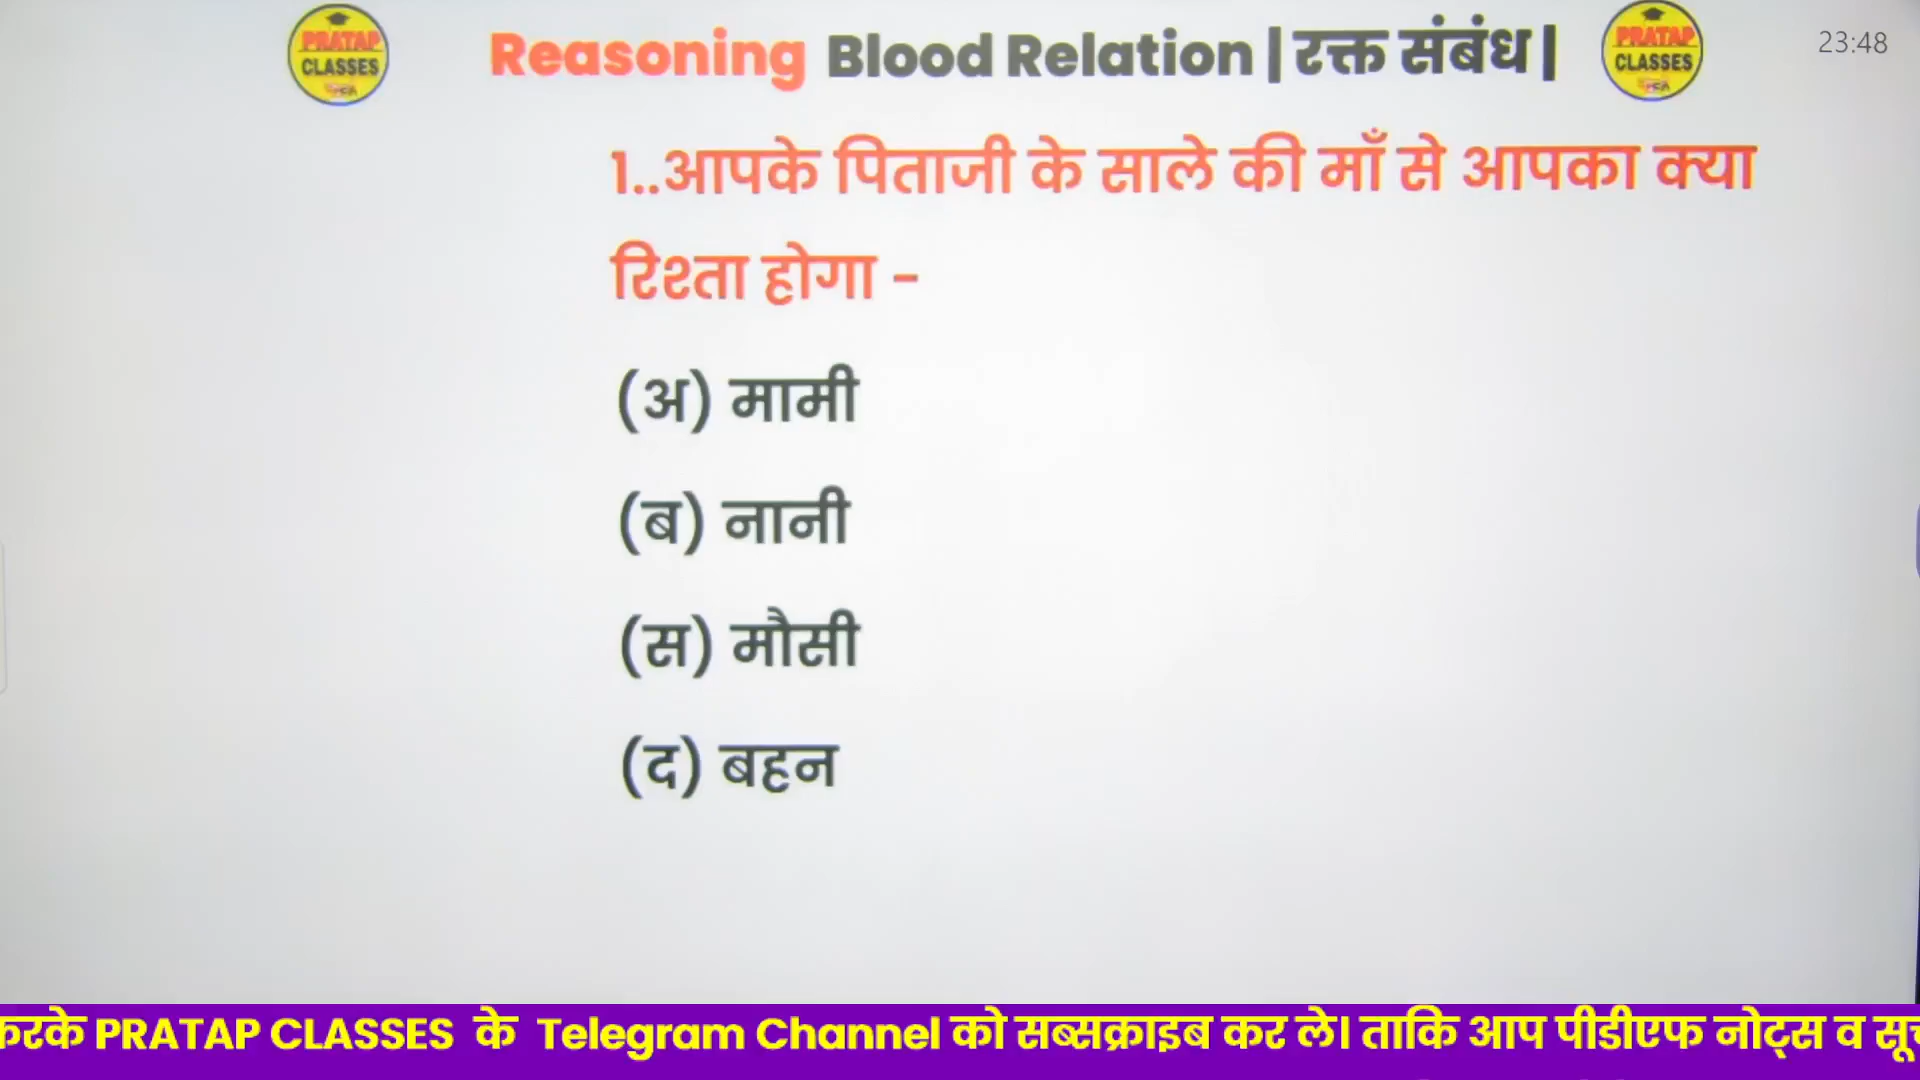 PRATAP
CLASSES
Reasoning Blood Relation | रक्त संबंध |
PRATAP
CLASSES
23:48
1..आपके पिताजी के साले की माँ से आपका क्या
रिश्ता होगा -
(अ) मामी
(ब) नानी
(स) मौसी
(द) बहन
करके PRATAP CLASSES के Telegram Channel को सब्सक्राइब कर ले। ताकि आप पीडीएफ नोट्स व